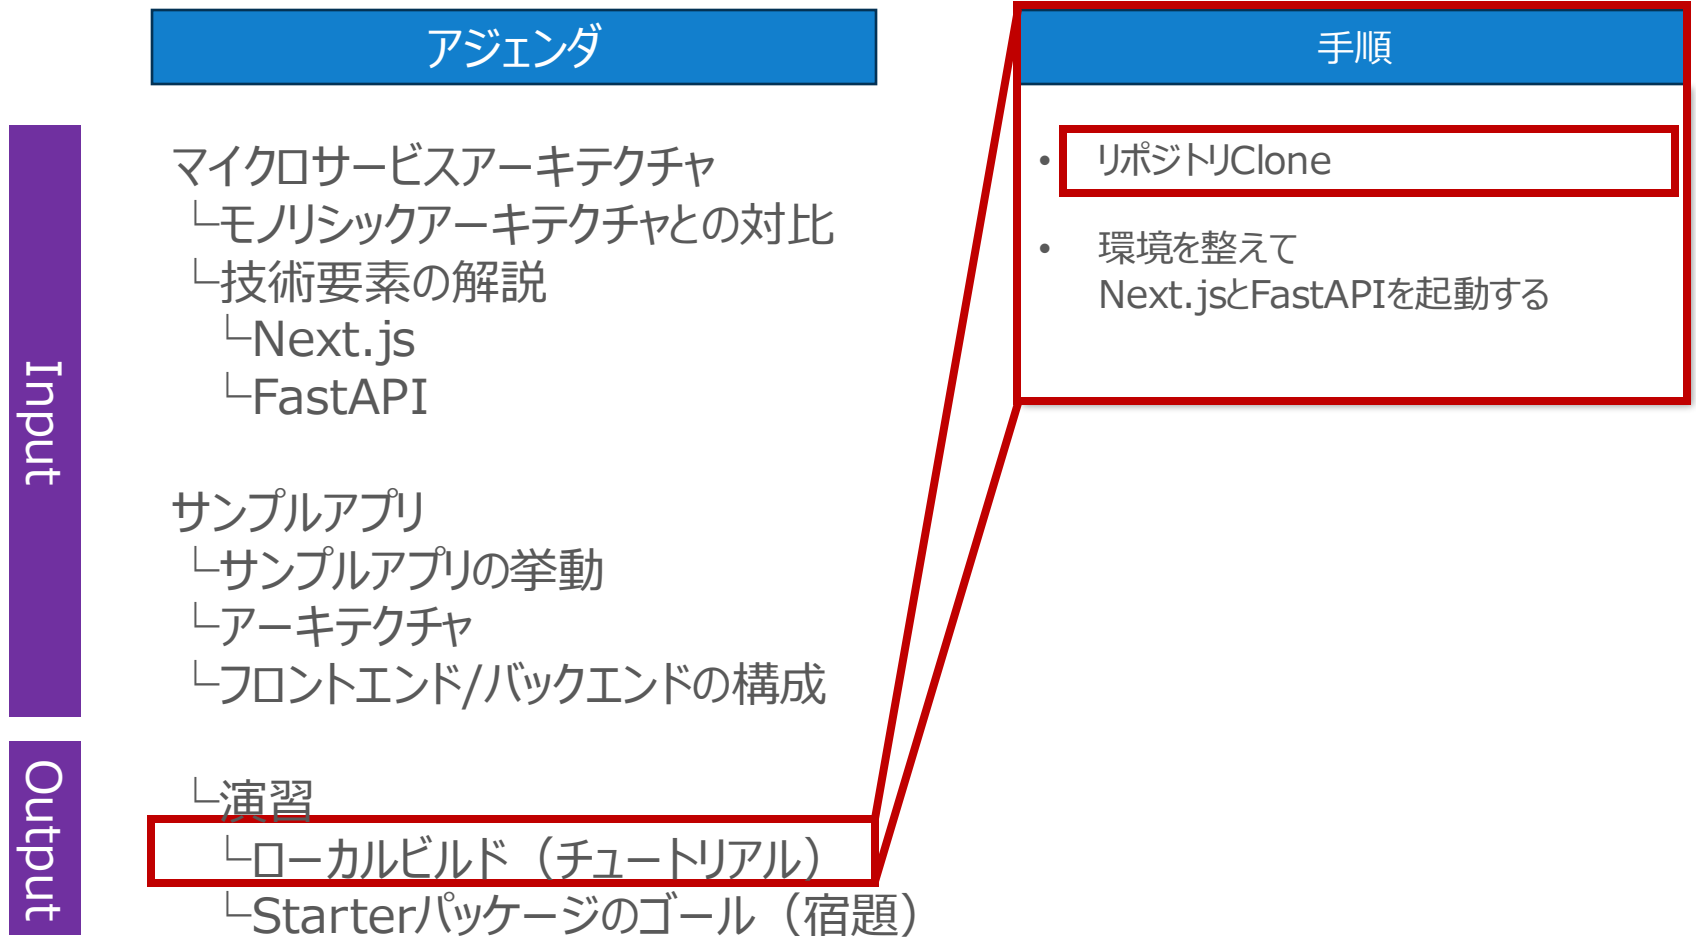 アジェンダ
Input
マイクロサービスアーキテクチャ
└モノリシックアーキテクチャとの対比
└技術要素の解説
└Next.js
└FastAPI
サンプルアプリ
└サンプルアプリの挙動
└アーキテクチャ
└フロントエンド/バックエンドの構成
Output
└演習
└ローカルビルド（チュートリアル）
└Starterパッケージのゴール（宿題）
手順
• リポジトリClone
• 環境を整えて
Next.jsとFastAPIを起動する